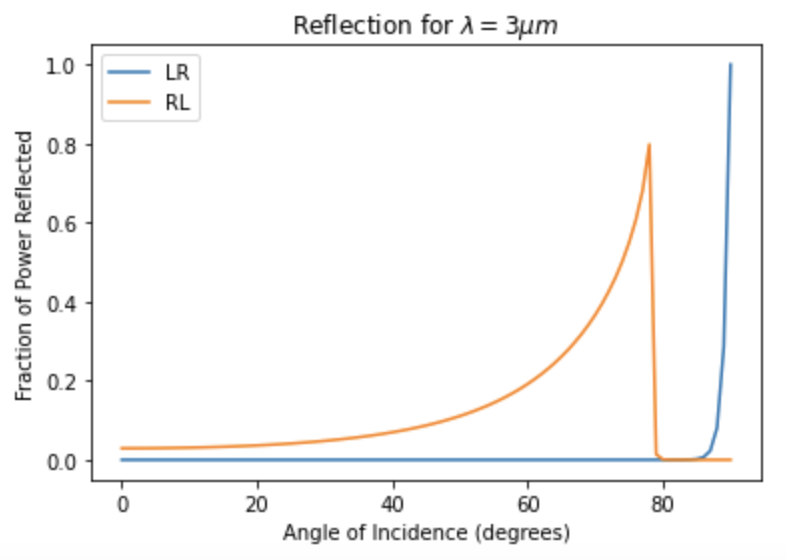 Reflection for λ = 3μm
LR
RL
1.0
0.8
0.6
0.4
0.2
0.0
Fraction of Power Reflected
0 20 40 60 80
Angle of Incidence (degrees)